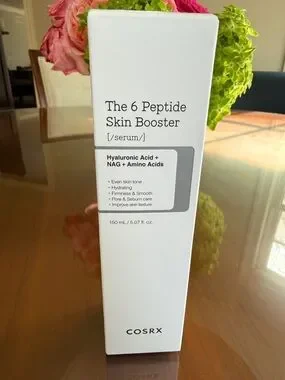 The 6 Peptide
Skin Booster
[/serum/]
Hyaluronic Acid +
NAG + Amino Acids
• Even skin tone
• Hydrating
• Firmness & Smooth
• Pore & Sebum care
• Improve skin texture
150 mL / 5.07 fl. oz.
COSRX